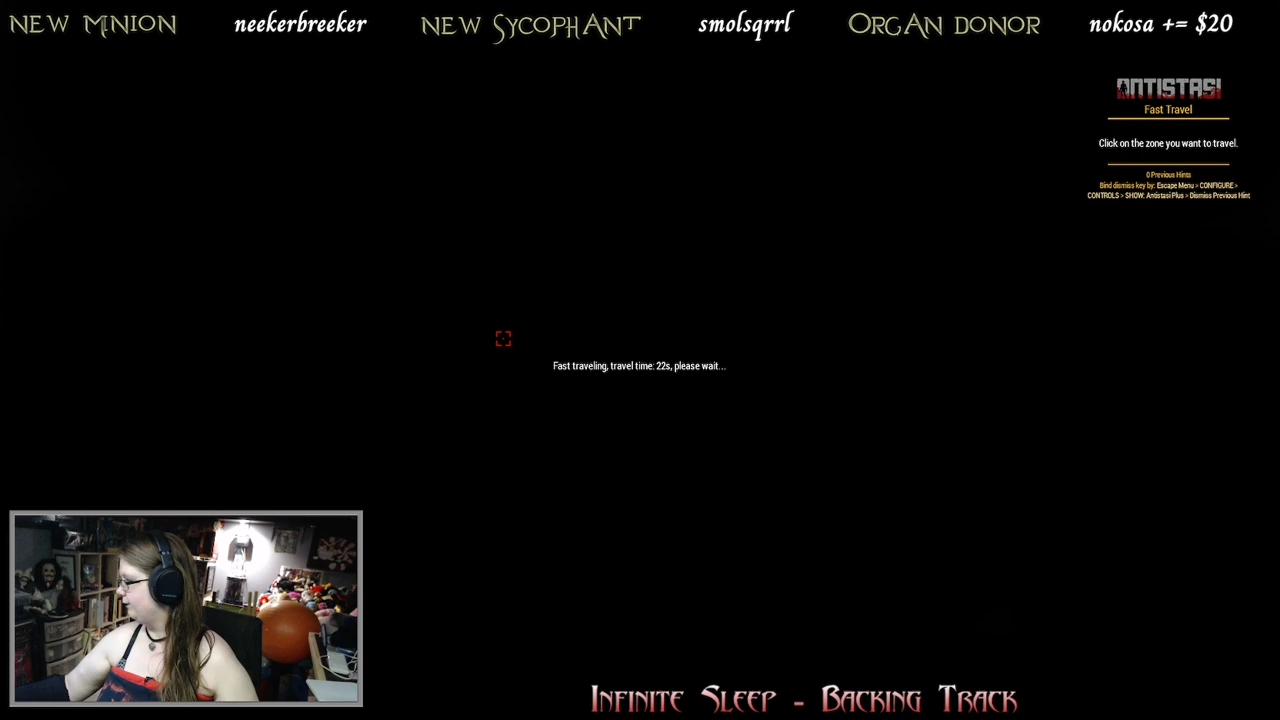 NEW MINION neekerbreeker NEW SYCOPHANT smolsqrrl ORGAN DONOR nokosa += $20
ANTISTASI
Fast Travel
Click on the zone you want to travel.
0 Previous Hints
Bind dismiss key by: Escape Menu > CONFIGURE >
CONTROLS > SHOW: Antistasi Plus > Dismiss Previous Hint
Fast traveling, travel time: 22s, please wait...
INFINITE SLEEP - BACKING TRACK